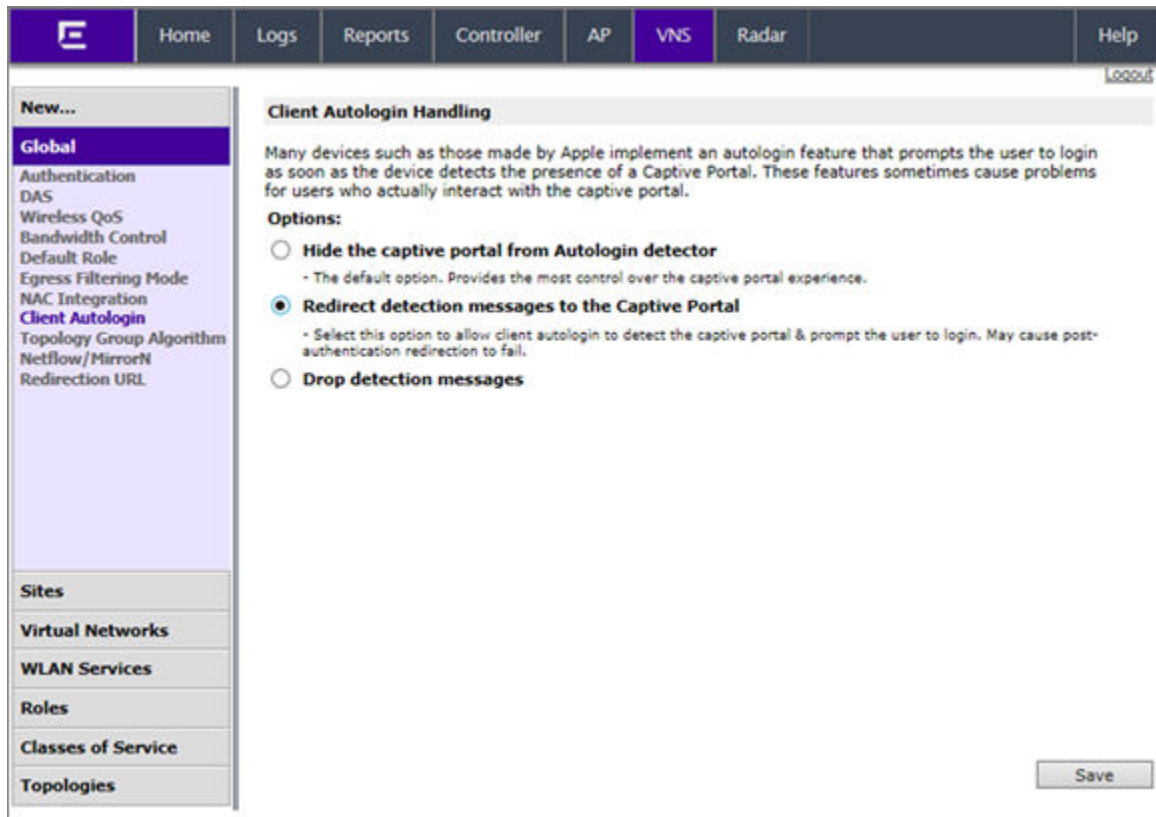 Home Logs Reports Controller AP VNS Radar Help
Logout
New...
Global
Authentication
DAS
Wireless QoS
Bandwidth Control
Default Role
Egress Filtering Mode
NAC Integration
Client Autologin
Topology Group Algorithm
Netflow/MirrorN
Redirection URL
Sites
Virtual Networks
WLAN Services
Roles
Classes of Service
Topologies
Client Autologin Handling
Many devices such as those made by Apple implement an autologin feature that prompts the user to login
as soon as the device detects the presence of a Captive Portal. These features sometimes cause problems
for users who actually interact with the captive portal.
Options:
Hide the captive portal from Autologin detector
- The default option. Provides the most control over the captive portal experience.
Redirect detection messages to the Captive Portal
- Select this option to allow client autologin to detect the captive portal & prompt the user to login. May cause post-
authentication redirection to fail.
Drop detection messages
Save